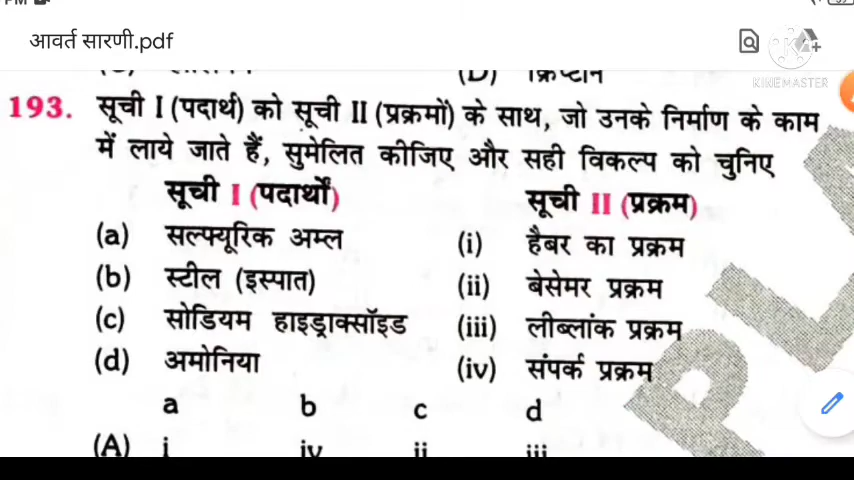 आवर्त सारणी.pdf
KINEMASTER
(D) क्रिप्टान
193. सूची I (पदार्थ) को सूची II (प्रक्रमों) के साथ, जो उनके निर्माण के काम
में लाये जाते हैं, सुमेलित कीजिए और सही विकल्प को चुनिए
सूची I (पदार्थों) सूची II (प्रक्रम)
(a) सल्फ्यूरिक अम्ल (i) हैबर का प्रक्रम
(b) स्टील (इस्पात) (ii) बेसेमर प्रक्रम
(c) सोडियम हाइड्राक्सॉइड (iii) लीब्लांक प्रक्रम
(d) अमोनिया (iv) संपर्क प्रक्रम
a b c d
(A) i iv ii iii